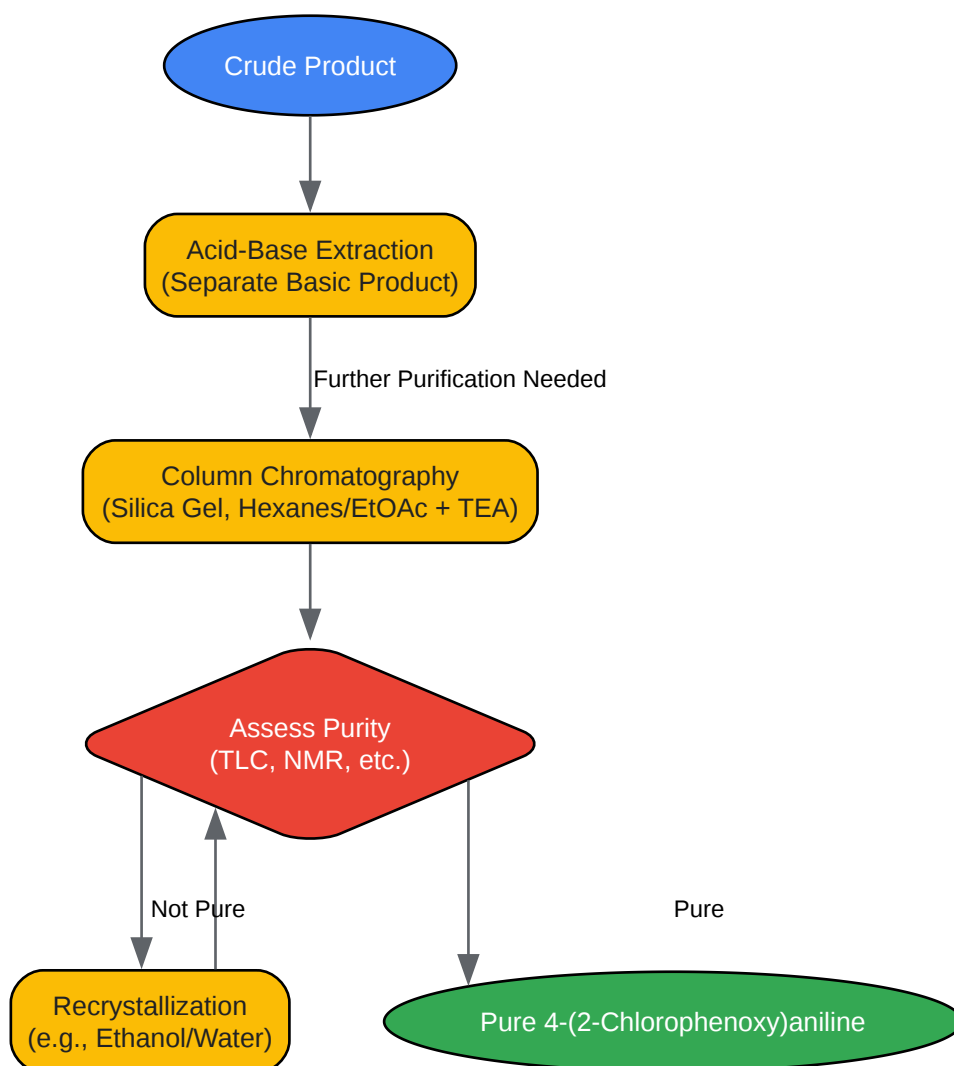 Crude Product
Acid-Base Extraction
(Separate Basic Product)
Further Purification Needed
Column Chromatography
(Silica Gel, Hexanes/EtOAc + TEA)
Assess Purity
(TLC, NMR, etc.)
Not Pure
Pure
Recrystallization
(e.g., Ethanol/Water)
Pure 4-(2-Chlorophenoxy)aniline